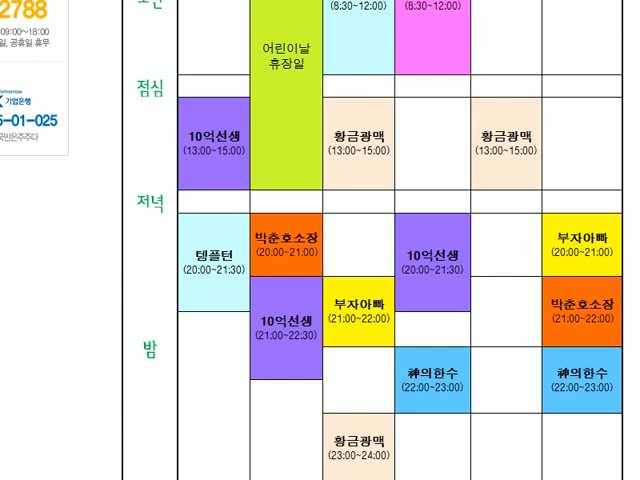 2788
09:00~18:00
일, 공휴일 휴무
기업은행
5-01-025
오전
(8:30~12:00)
(8:30~12:00)
어린이날
휴장일
점심
10억선생
(13:00~15:00)
황금광맥
(13:00~15:00)
황금광맥
(13:00~15:00)
저녁
템플턴
(20:00~21:30)
박춘호소장
(20:00~21:00)
10억선생
(20:00~21:30)
부자아빠
(20:00~21:00)
밤
10억선생
(21:00~22:30)
부자아빠
(21:00~22:00)
박춘호소장
(21:00~22:00)
神의한수
(22:00~23:00)
神의한수
(22:00~23:00)
황금광맥
(23:00~24:00)